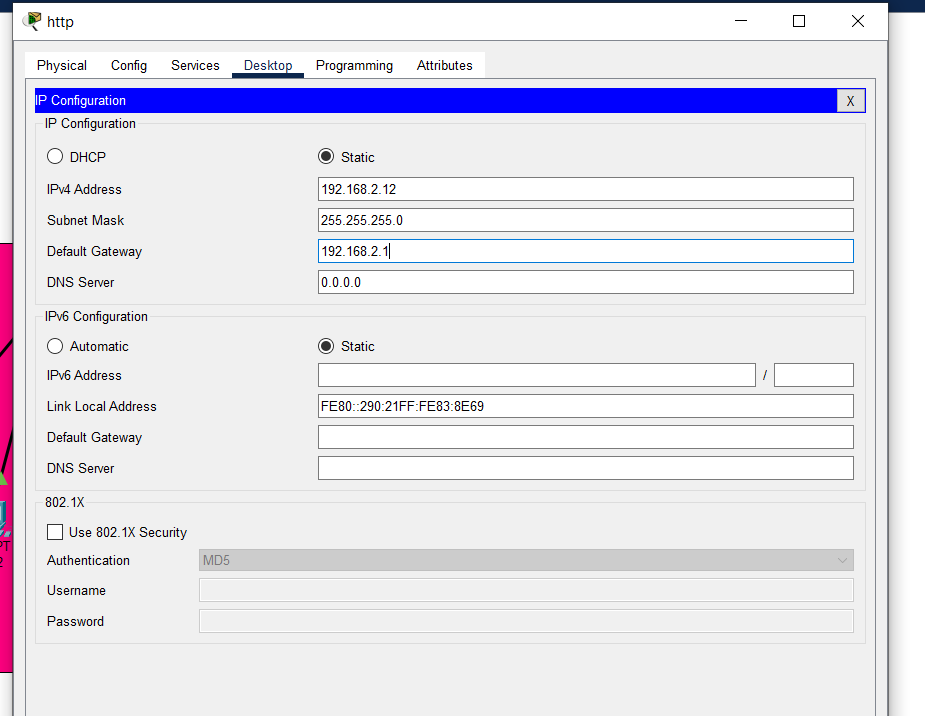 http
Physical Config Services Desktop Programming Attributes
IP Configuration X
IP Configuration
DHCP Static
IPv4 Address 192.168.2.12
Subnet Mask 255.255.255.0
Default Gateway 192.168.2.1
DNS Server 0.0.0.0
IPv6 Configuration
Automatic Static
IPv6 Address /
Link Local Address FE80::290:21FF:FE83:8E69
Default Gateway
DNS Server
802.1X
Use 802.1X Security
Authentication MD5
Username
Password
PT
2